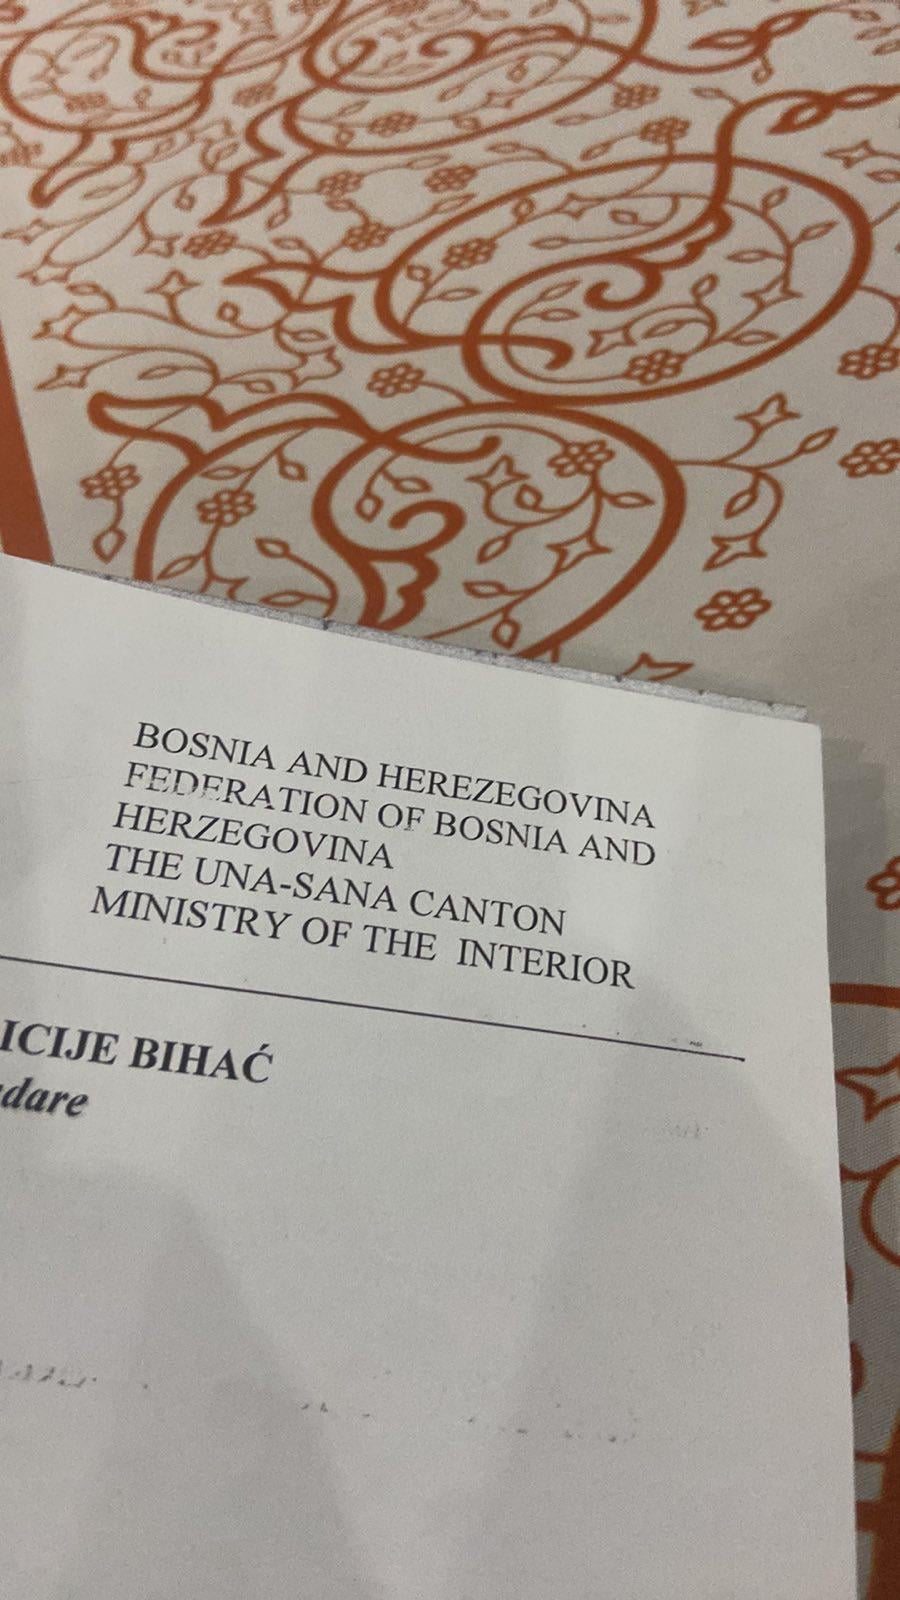 BOSNIA AND HEREZEGOVINA
FEDERATION OF BOSNIA AND
HERZEGOVINA
THE UNA-SANA CANTON
MINISTRY OF THE INTERIOR
ICIJE BIHAĆ
dare